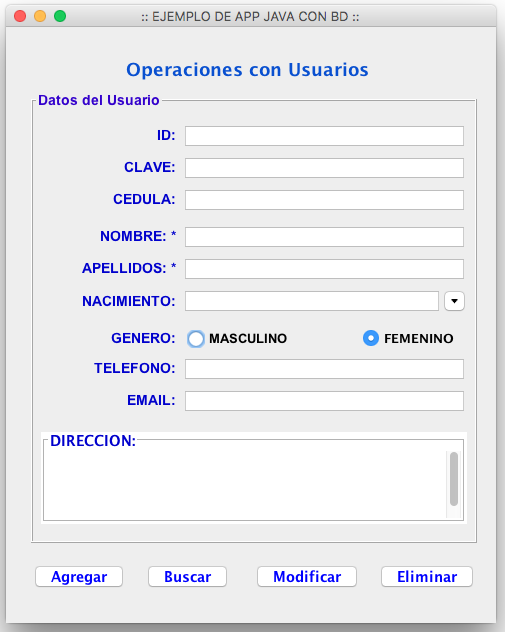 :: EJEMPLO DE APP JAVA CON BD ::
Operaciones con Usuarios
Datos del Usuario
ID:
CLAVE:
CEDULA:
NOMBRE: *
APELLIDOS: *
NACIMIENTO:
GENERO: MASCULINO FEMENINO
TELEFONO:
EMAIL:
DIRECCION:
Agregar Buscar Modificar Eliminar